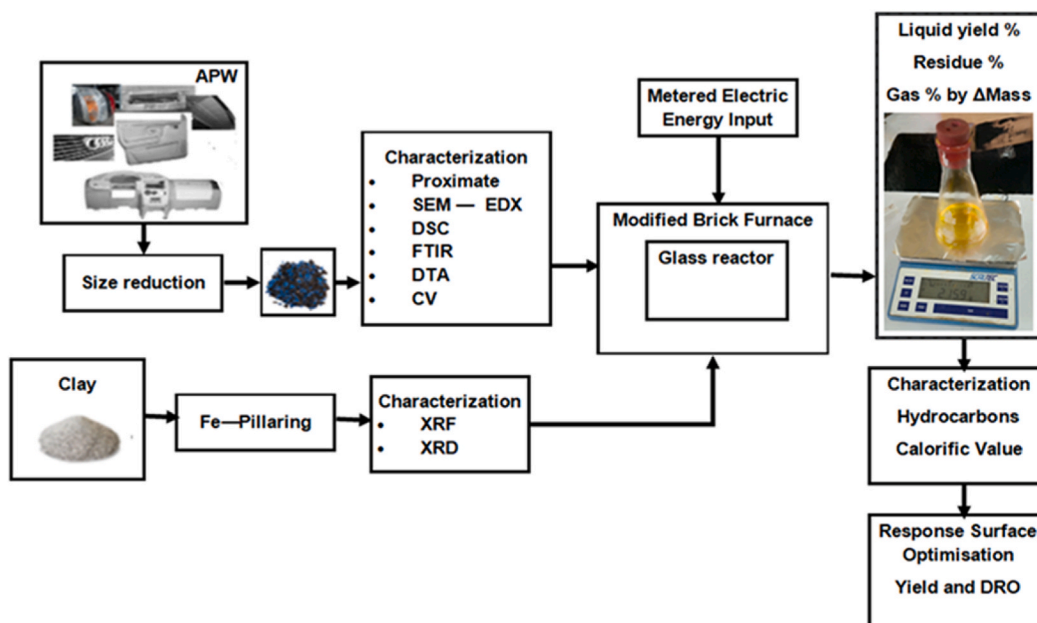 APW
Size reduction
Characterization
• Proximate
• SEM — EDX
• DSC
• FTIR
• DTA
• CV
Metered Electric
Energy Input
Modified Brick Furnace
Glass reactor
Liquid yield %
Residue %
Gas % by ΔMass
Clay
Fe—Pillaring
Characterization
• XRF
• XRD
Characterization
Hydrocarbons
Calorific Value
Response Surface
Optimisation
Yield and DRO